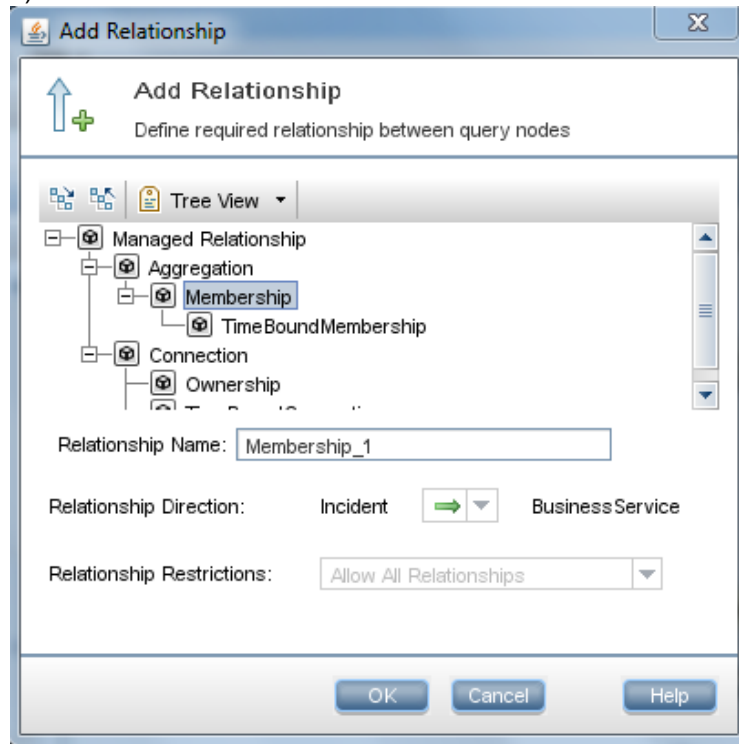 Add Relationship
Add Relationship
Define required relationship between query nodes
Tree View
Managed Relationship
Aggregation
Membership
TimeBoundMembership
Connection
Ownership
Relationship Name: Membership_1
Relationship Direction: Incident BusinessService
Relationship Restrictions: Allow All Relationships
OK Cancel Help